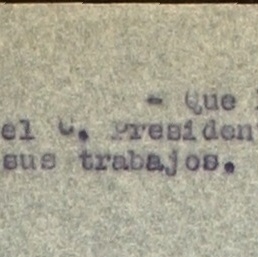 - Que
el C. Presiden
sus trabajos.